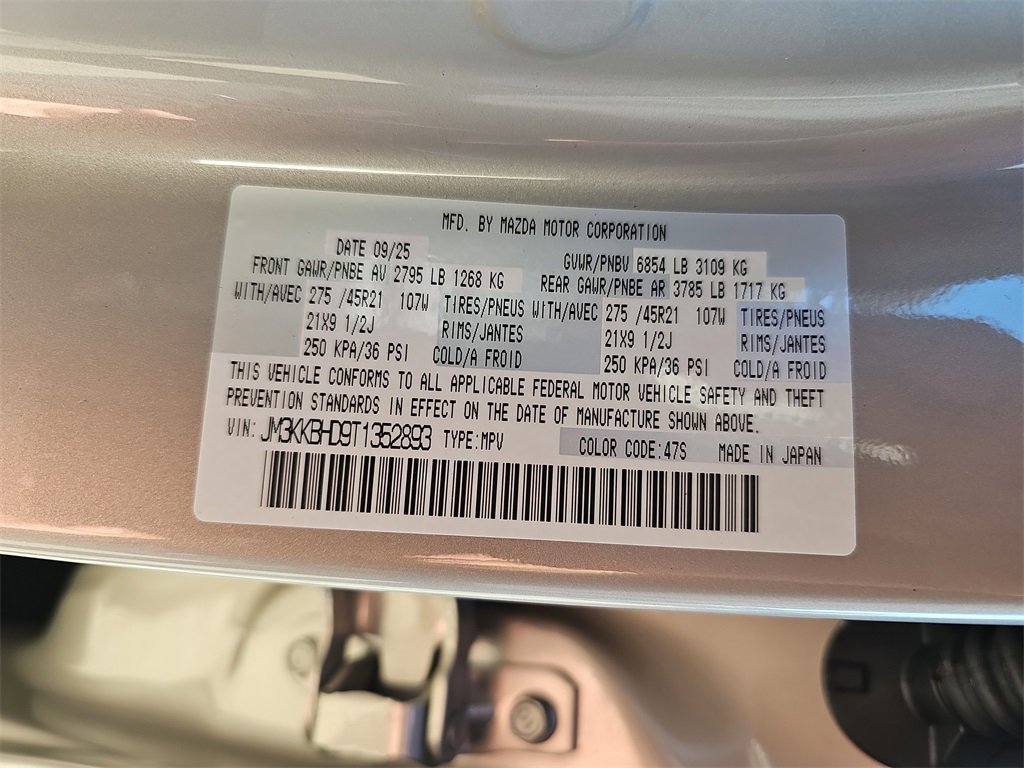 MFD. BY MAZDA MOTOR CORPORATION
DATE 09/25 GVWR/PNBV 6854 LB 3109 KG
FRONT GAWR/PNBE AV 2795 LB 1268 KG REAR GAWR/PNBE AR 3785 LB 1717 KG
WITH/AVEC 275 /45R21 107W TIRES/PNEUS WITH/AVEC 275 /45R21 107W TIRES/PNEUS
21X9 1/2J RIMS/JANTES 21X9 1/2J RIMS/JANTES
250 KPA/36 PSI COLD/A FROID 250 KPA/36 PSI COLD/A FROID
THIS VEHICLE CONFORMS TO ALL APPLICABLE FEDERAL MOTOR VEHICLE SAFETY AND THEFT
PREVENTION STANDARDS IN EFFECT ON THE DATE OF MANUFACTURE SHOWN ABOVE.
VIN: JM3KKBHD9T1352893 TYPE:MPV COLOR CODE:47S MADE IN JAPAN